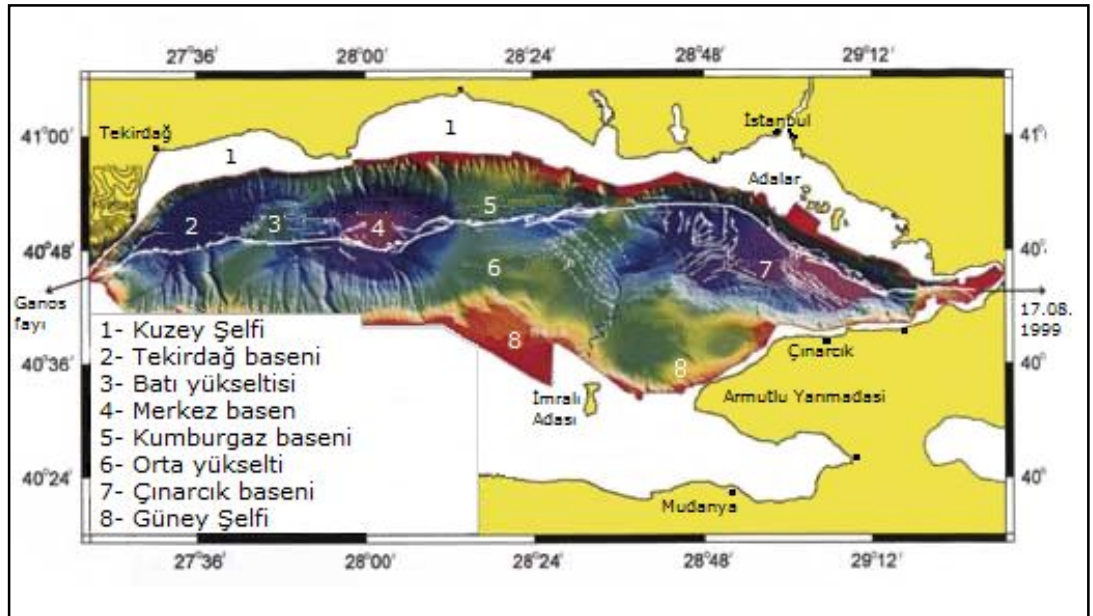 27°36' 28°00' 28°24' 28°48' 29°12'
41°00'
Tekirdağ
1
1
İstanbul
41°
Adalar
2
3
4
5
40°48'
6
7
40°
Ganos
fayı
17.08.
1999
1- Kuzey Şelfi
2- Tekirdağ baseni
3- Batı yükseltisi
4- Merkez basen
5- Kumburgaz baseni
6- Orta yükselti
7- Çınarcık baseni
8- Güney Şelfi
8
8
Çınarcık
40°36'
40°
İmralı
Adası
Armutlu Yarımadasi
40°24'
40°
Mudanya
27°36' 28°00' 28°24' 28°48' 29°12'